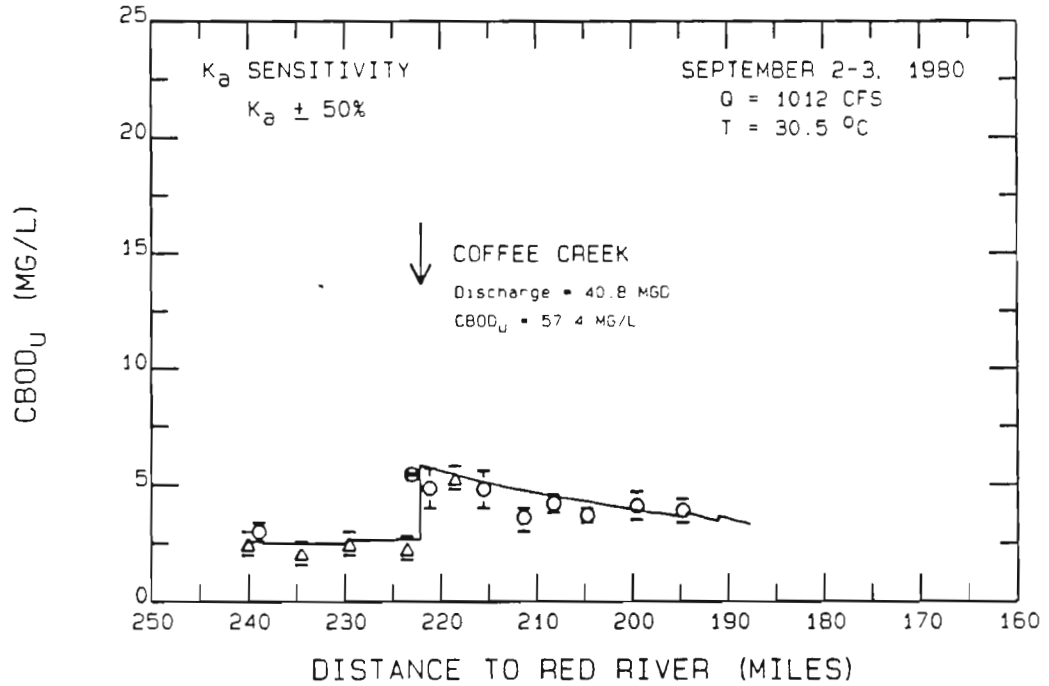 25
20
15
10
5
0
CBODU (MG/L)
Ka SENSITIVITY
Ka ± 50%
SEPTEMBER 2-3. 1980
Q = 1012 CFS
T = 30.5 ºC
COFFEE CREEK
Discharge = 40.8 MGD
CBODU = 57.4 MG/L
250 240 230 220 210 200 190 180 170 160
DISTANCE TO RED RIVER (MILES)